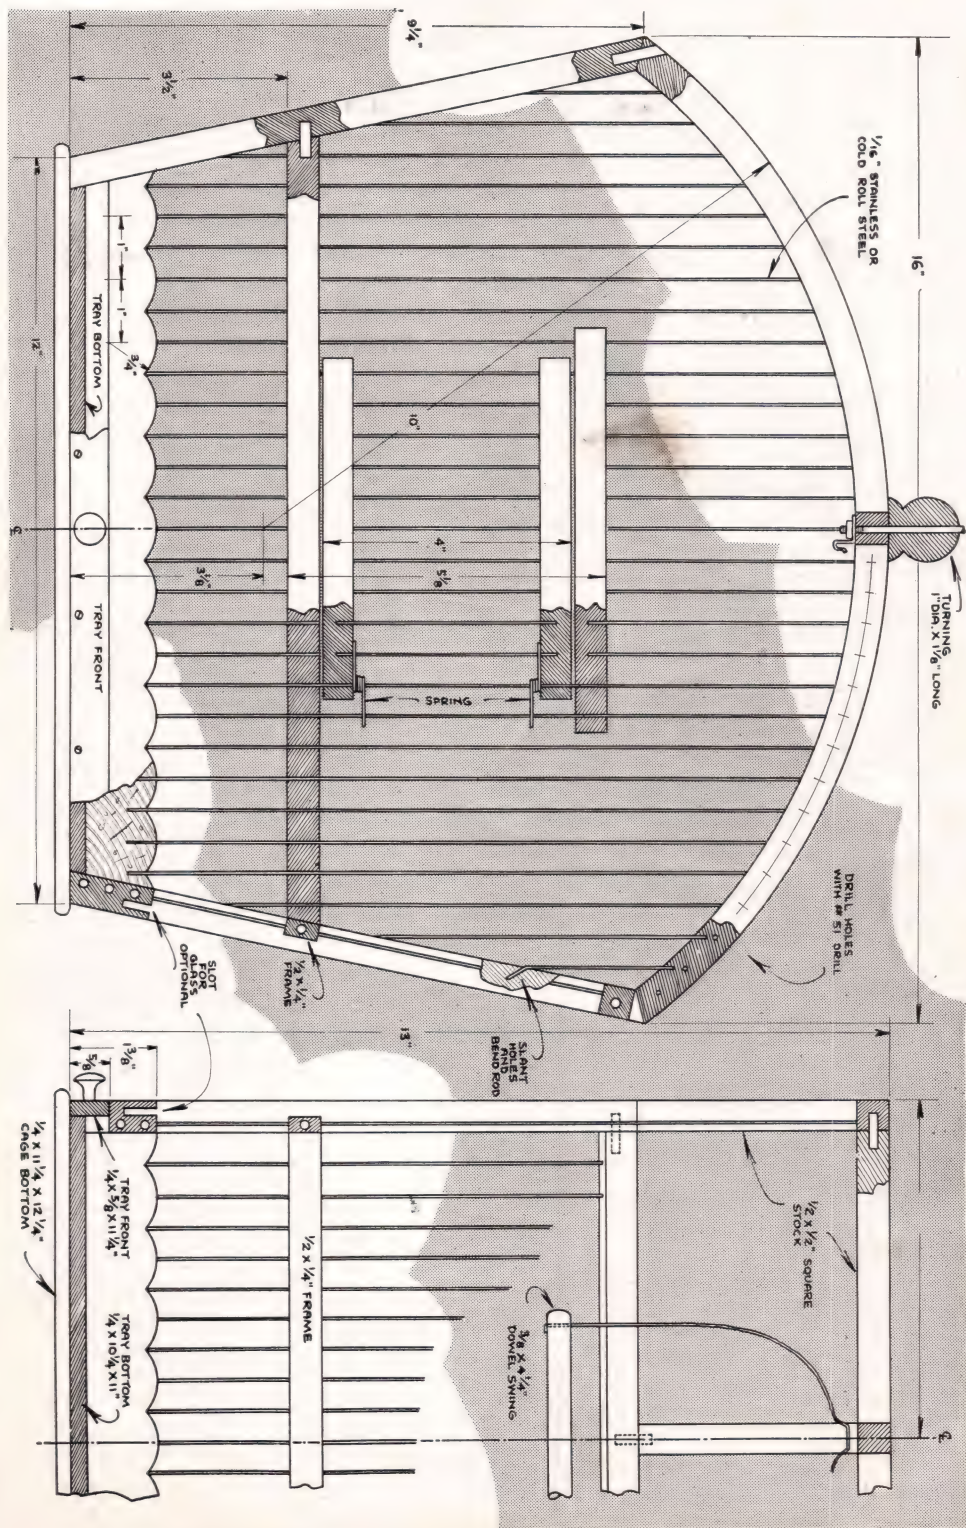 9 1/4"
3 1/2"
16"
1/16" STAINLESS OR
COLD ROLL STEEL
TURNING
1" DIA. X 1 1/8" LONG
10"
1"
1"
3/4"
TRAY BOTTOM
12"
4"
5 1/8"
3 1/8"
SPRING
TRAY FRONT
℄
DRILL HOLES
WITH # 51 DRILL
SLOT
FOR
GLASS
OPTIONAL
1/2 X 1/4"
FRAME
SLANT
HOLES
AND
BEND ROD
13"
1 3/8"
5/8"
1/4 X 11 1/4 X 12 1/4"
CAGE BOTTOM
TRAY FRONT
1/4 X 5/8 X 11 1/4"
TRAY BOTTOM
1/4 X 10 1/4 X 11"
1/2 X 1/4" FRAME
3/8 X 4 1/4"
DOWEL SWING
1/2 X 1/2" SQUARE
STOCK
℄